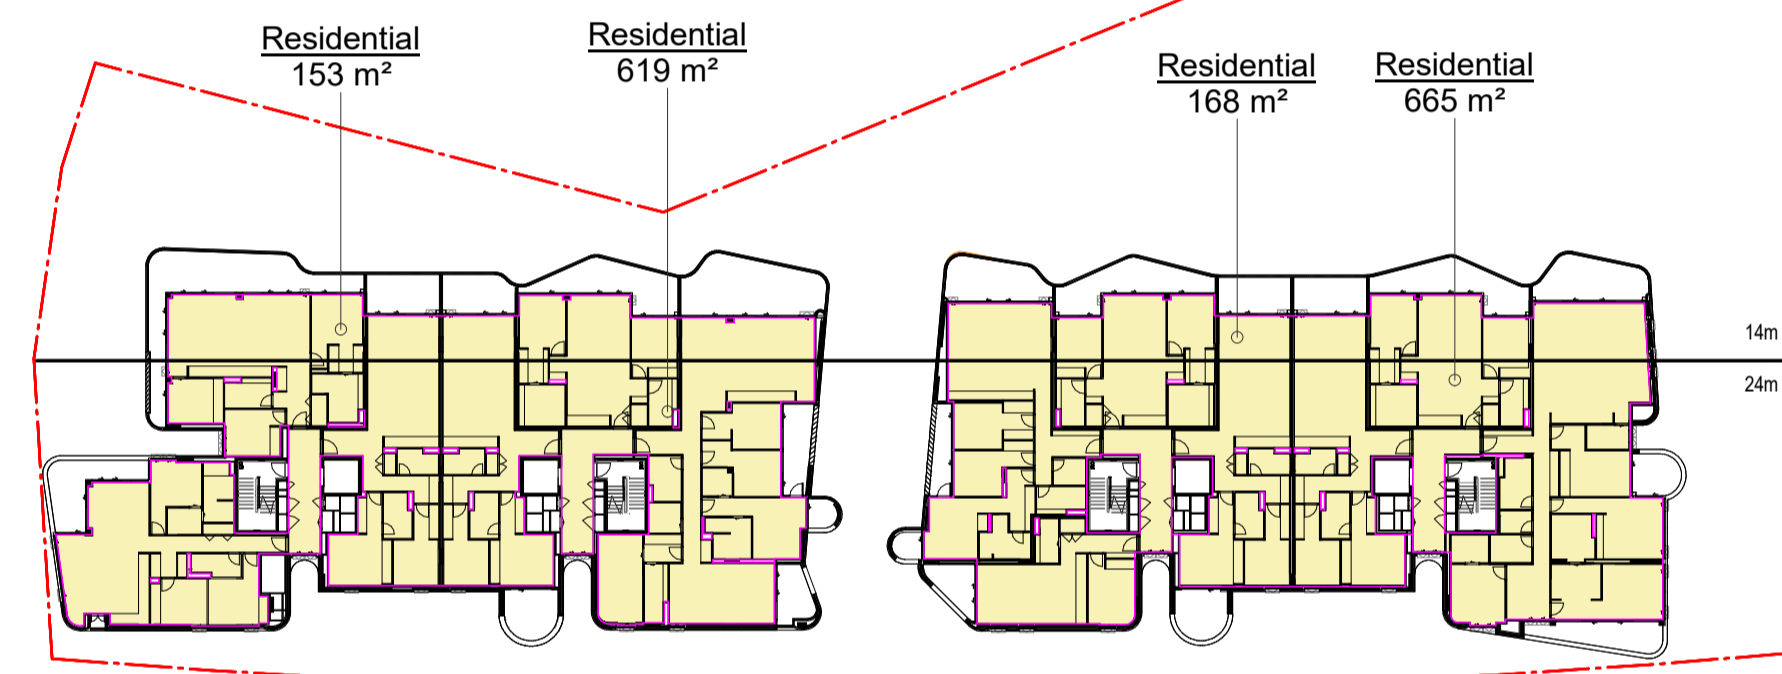 Residential
153 m²
Residential
619 m²
Residential
168 m²
Residential
665 m²
14m
24m